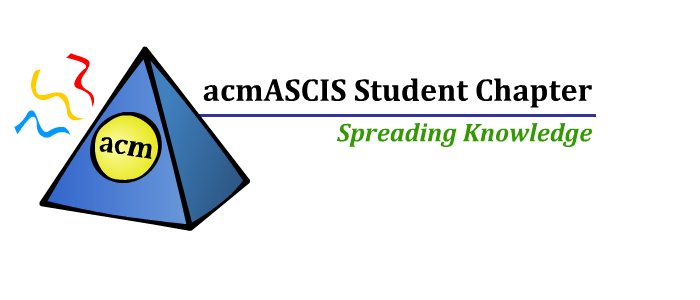 acmASCIS Student Chapter
Spreading Knowledge
acm